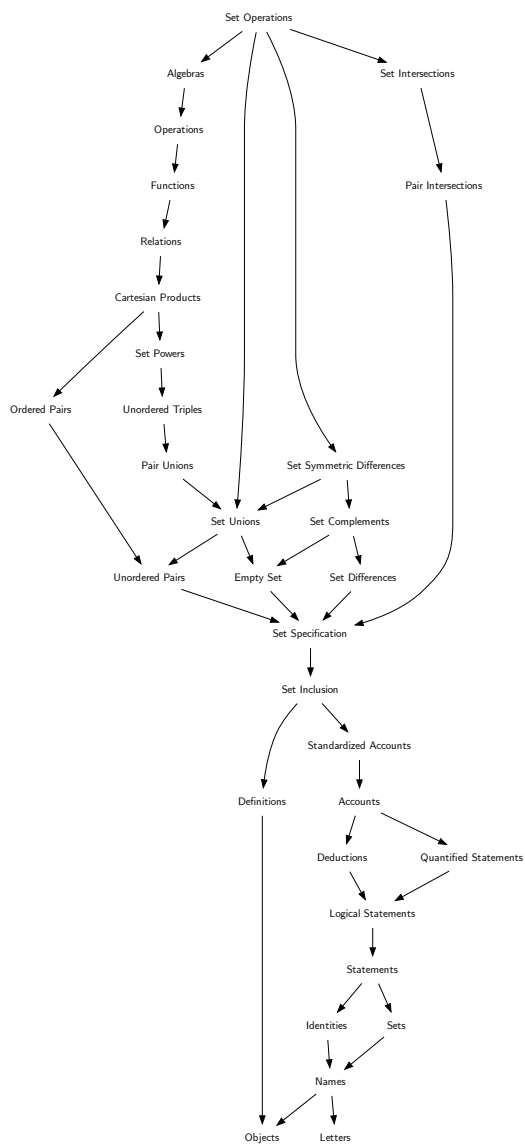 Set Operations
Algebras
Set Intersections
Operations
Functions
Pair Intersections
Relations
Cartesian Products
Set Powers
Ordered Pairs
Unordered Triples
Pair Unions
Set Symmetric Differences
Set Unions
Set Complements
Unordered Pairs
Empty Set
Set Differences
Set Specification
Set Inclusion
Standardized Accounts
Definitions
Accounts
Deductions
Quantified Statements
Logical Statements
Statements
Identities
Sets
Names
Objects
Letters